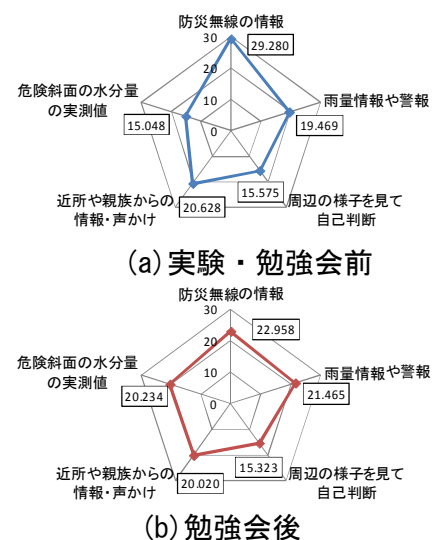 防災無線の情報
30
29.280
危険斜面の水分量
の実測値
20
雨量情報や警報
15.048
10
19.469
0
15.575
近所や親族からの
情報・声かけ
20.628
周辺の様子を見て
自己判断
(a)実験・勉強会前
防災無線の情報
30
22.958
危険斜面の水分量
の実測値
20
雨量情報や警報
20.234
10
21.465
0
15.323
近所や親族からの
情報・声かけ
20.020
周辺の様子を見て
自己判断
(b)勉強会後